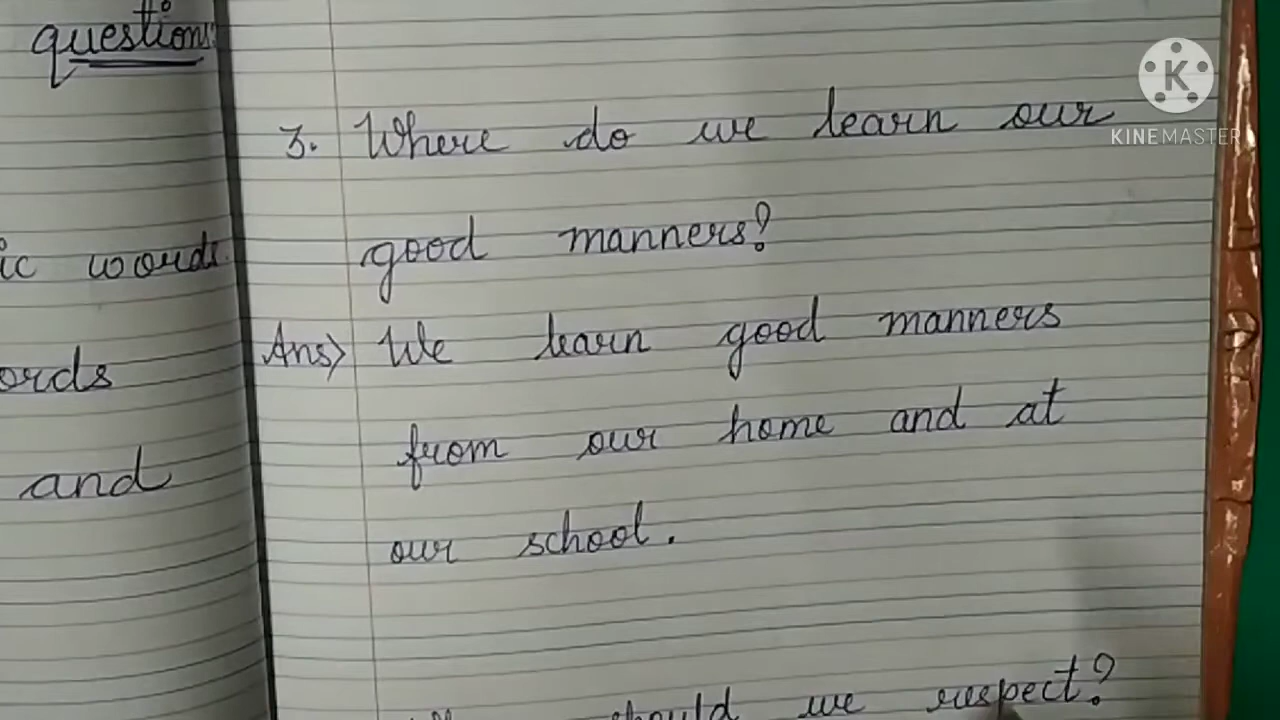 question
ic words
ords
and
3. Where do we learn our
good manners?
Ans> We learn good manners
from our home and at
our school.
should we respect?
K
KINEMASTER